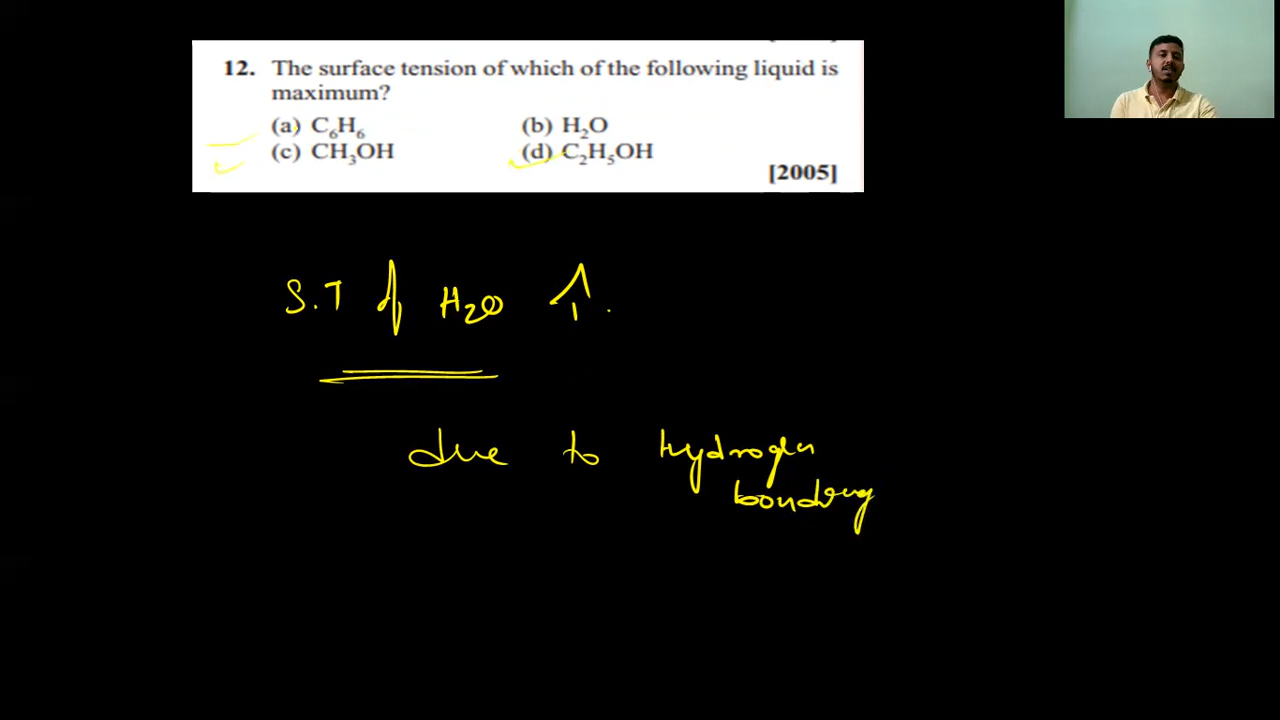 12. The surface tension of which of the following liquid is
maximum?
(a) C₆H₆ (b) H₂O
(c) CH₃OH (d) C₂H₅OH
[2005]
S.T of H₂O ↑.
due to hydrogen
bonding